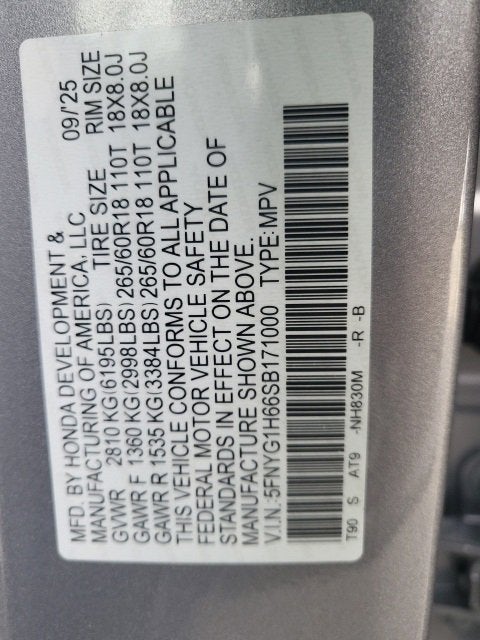 MFD. BY HONDA DEVELOPMENT & 09/'25
MANUFACTURING OF AMERICA, LLC
TIRE SIZE RIM SIZE
GVWR 2810 KG(6195LBS)
GAWR F 1360 KG(2998LBS) 265/60R18 110T 18X8.0J
GAWR R 1535 KG(3384LBS) 265/60R18 110T 18X8.0J
THIS VEHICLE CONFORMS TO ALL APPLICABLE
FEDERAL MOTOR VEHICLE SAFETY
STANDARDS IN EFFECT ON THE DATE OF
MANUFACTURE SHOWN ABOVE.
V.I.N.:5FNYG1H66SB171000 TYPE:MPV
T90 S AT9 -NH830M -R -B